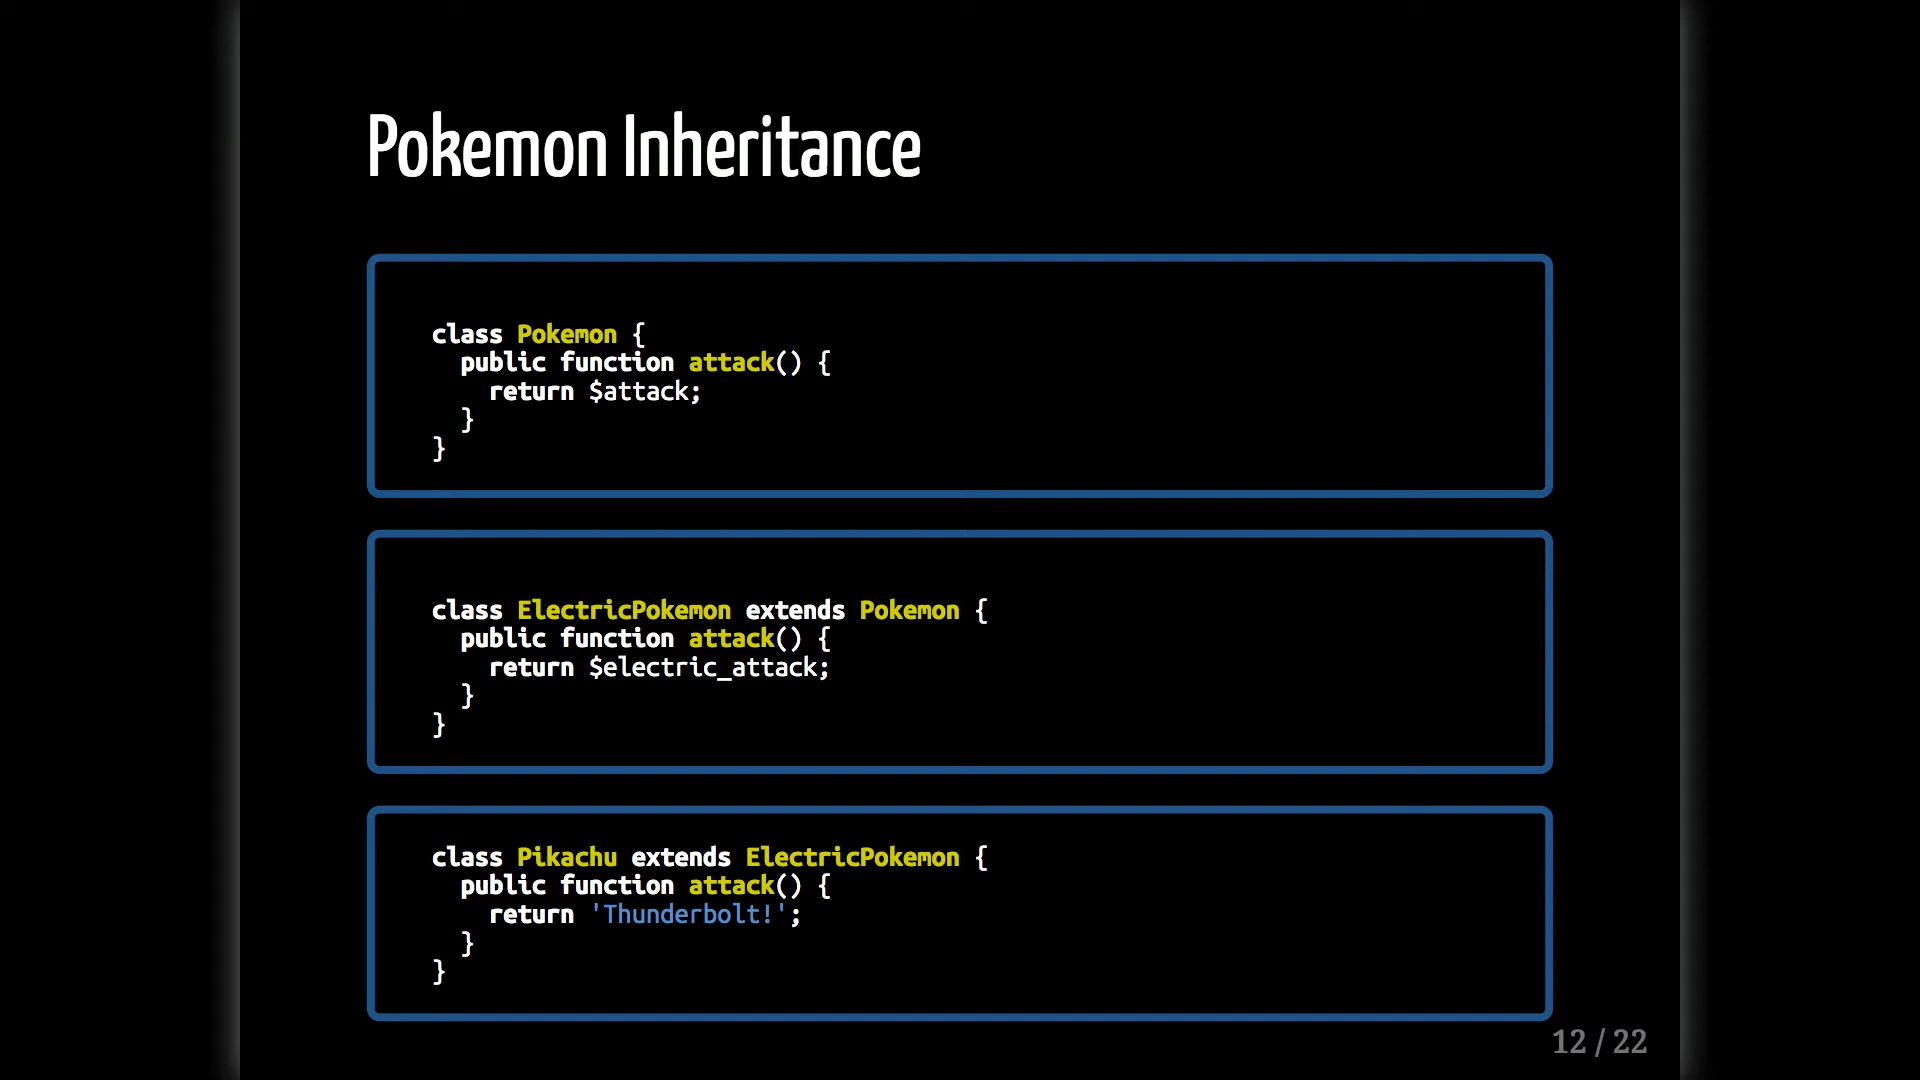 Pokemon Inheritance
class Pokemon {
  public function attack() {
    return $attack;
  }
}
class ElectricPokemon extends Pokemon {
  public function attack() {
    return $electric_attack;
  }
}
class Pikachu extends ElectricPokemon {
  public function attack() {
    return 'Thunderbolt!';
  }
}
12 / 22